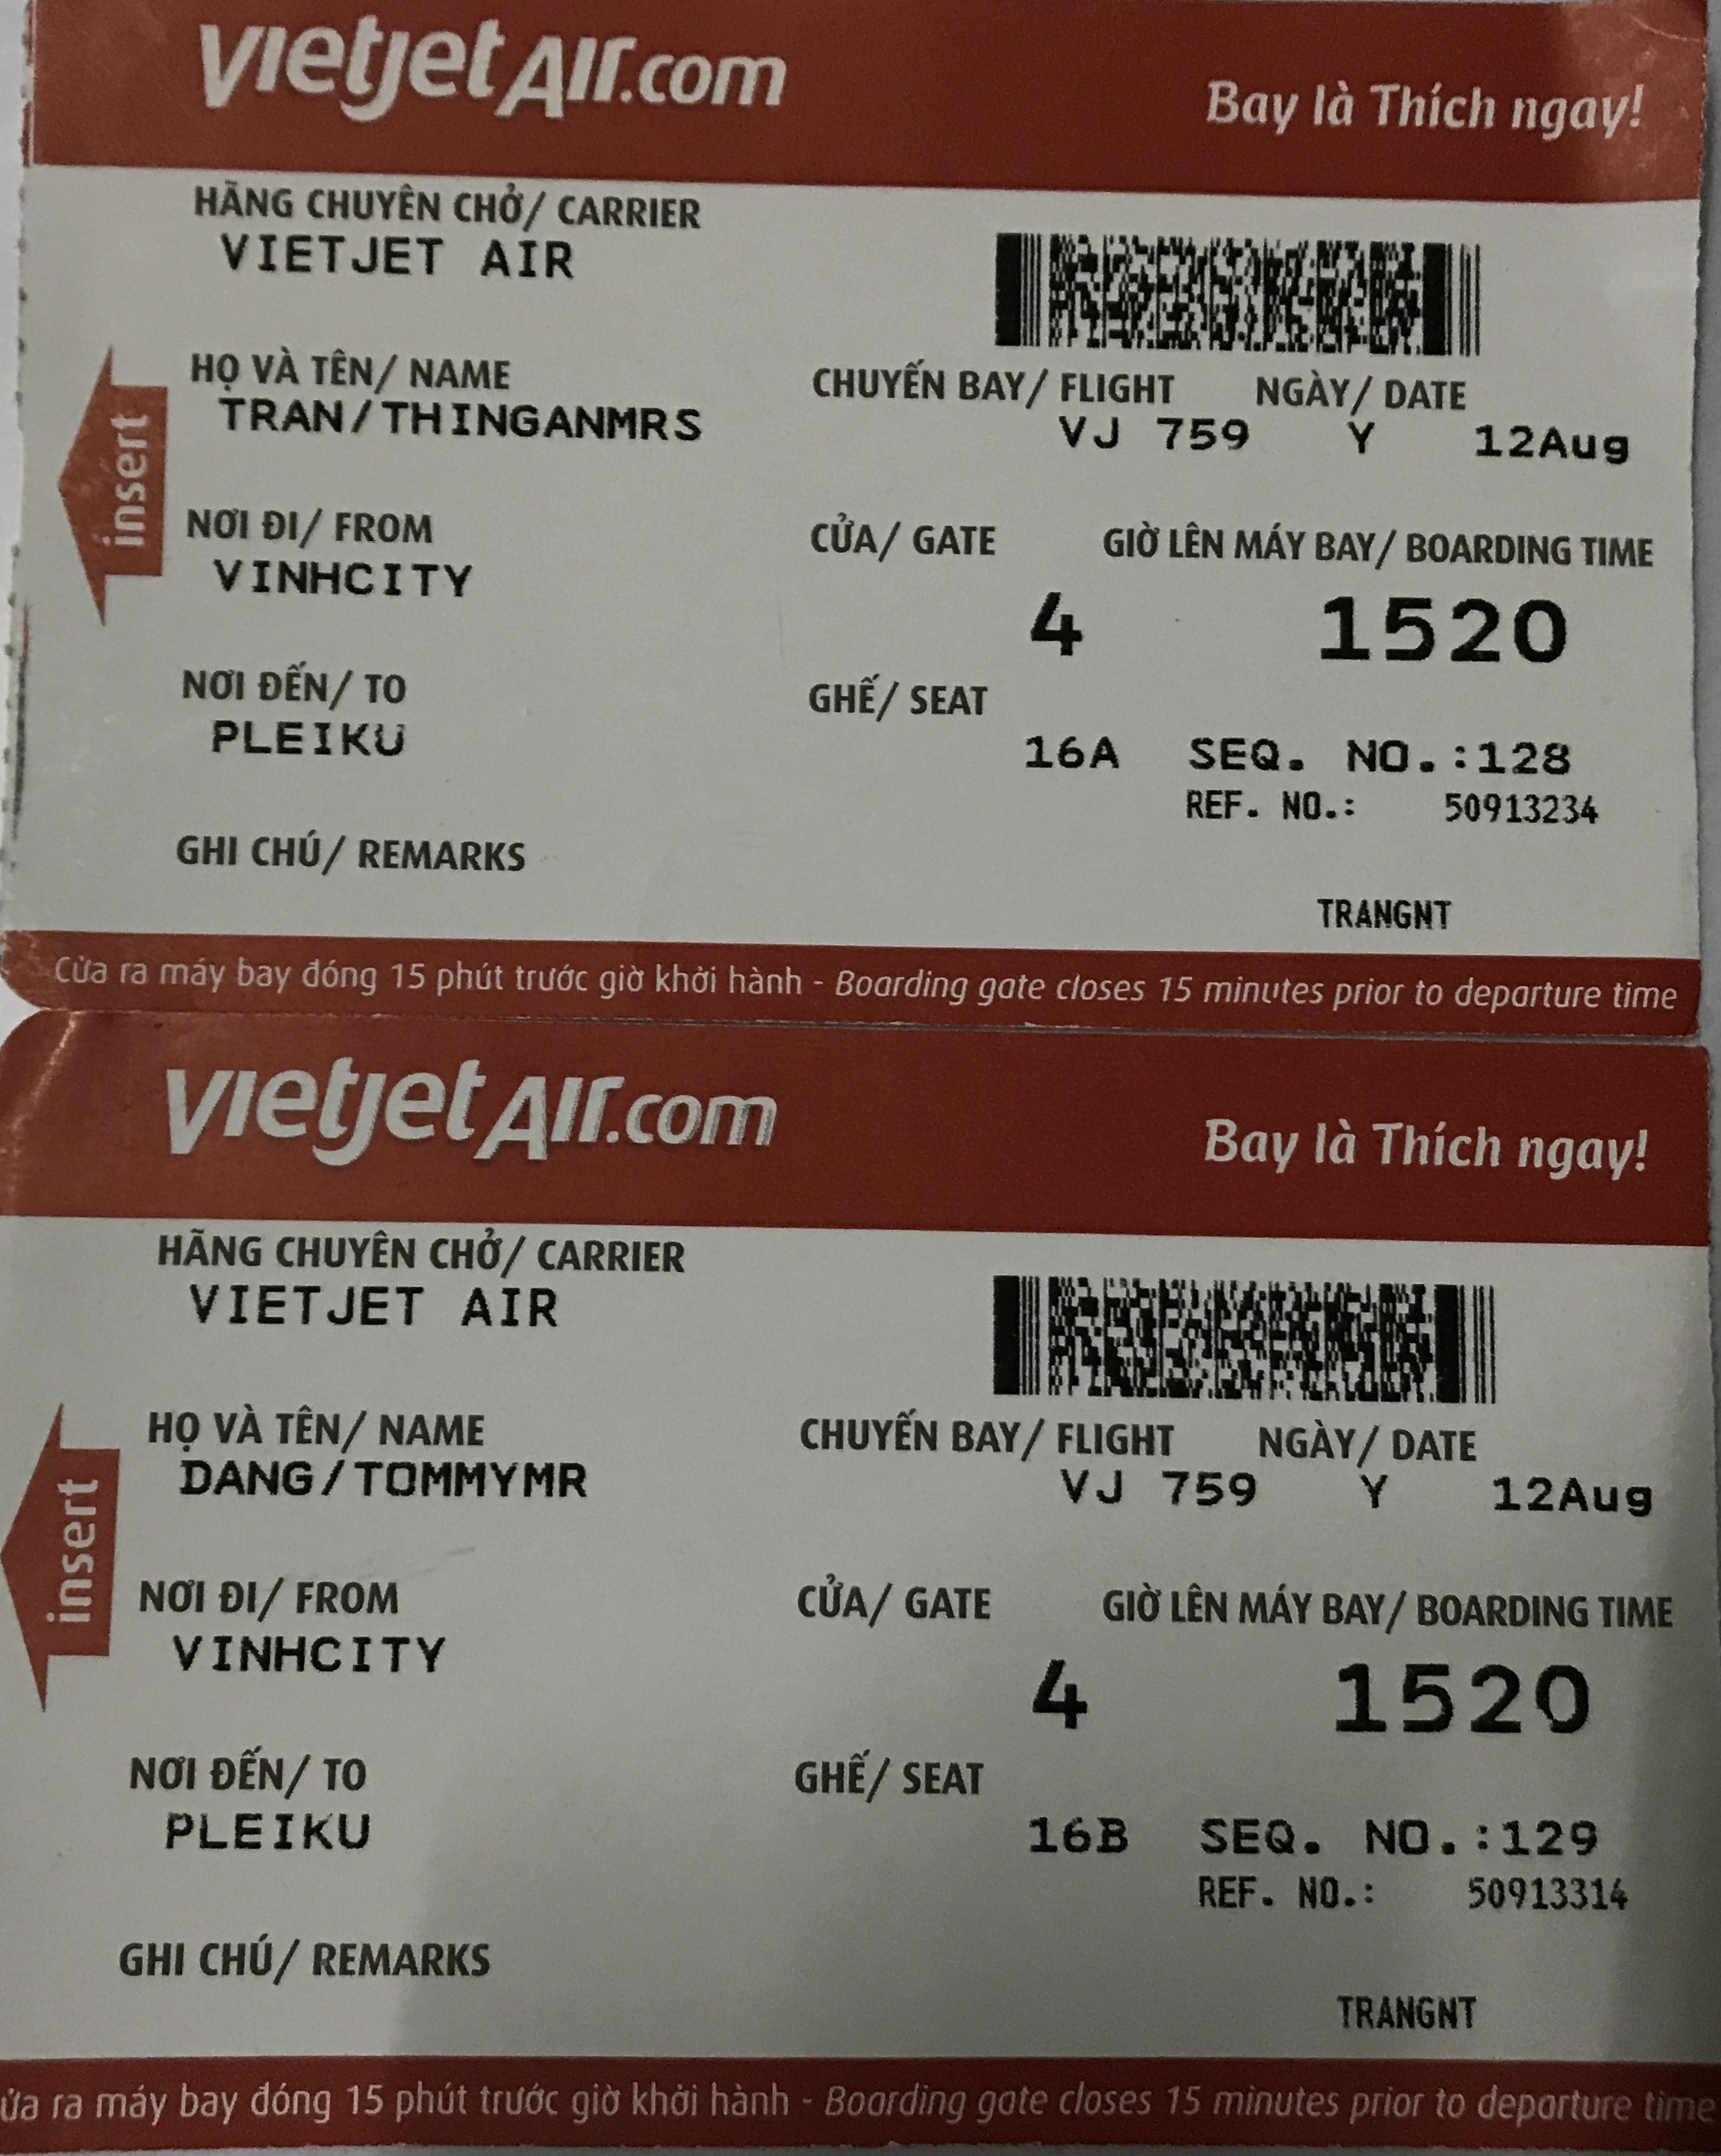 vietjetAir.com
Bay là Thích ngay!
HÃNG CHUYÊN CHỞ/ CARRIER
VIETJET AIR
HỌ VÀ TÊN/ NAME
TRAN/THINGANMRS
CHUYẾN BAY/ FLIGHT NGÀY/ DATE
VJ 759 Y 12Aug
insert
NƠI ĐI/ FROM
VINHCITY
CỬA/ GATE GIỜ LÊN MÁY BAY/ BOARDING TIME
4 1520
NƠI ĐẾN/ TO
PLEIKU
GHẾ/ SEAT
16A SEQ. NO.:128
REF. NO.: 50913234
GHI CHÚ/ REMARKS
TRANGNT
Cửa ra máy bay đóng 15 phút trước giờ khởi hành - Boarding gate closes 15 minutes prior to departure time
vietjetAir.com
Bay là Thích ngay!
HÃNG CHUYÊN CHỞ/ CARRIER
VIETJET AIR
HỌ VÀ TÊN/ NAME
DANG/TOMMYMR
CHUYẾN BAY/ FLIGHT NGÀY/ DATE
VJ 759 Y 12Aug
insert
NƠI ĐI/ FROM
VINHCITY
CỬA/ GATE GIỜ LÊN MÁY BAY/ BOARDING TIME
4 1520
NƠI ĐẾN/ TO
PLEIKU
GHẾ/ SEAT
16B SEQ. NO.:129
REF. NO.: 50913314
GHI CHÚ/ REMARKS
TRANGNT
ửa ra máy bay đóng 15 phút trước giờ khởi hành - Boarding gate closes 15 minutes prior to departure time